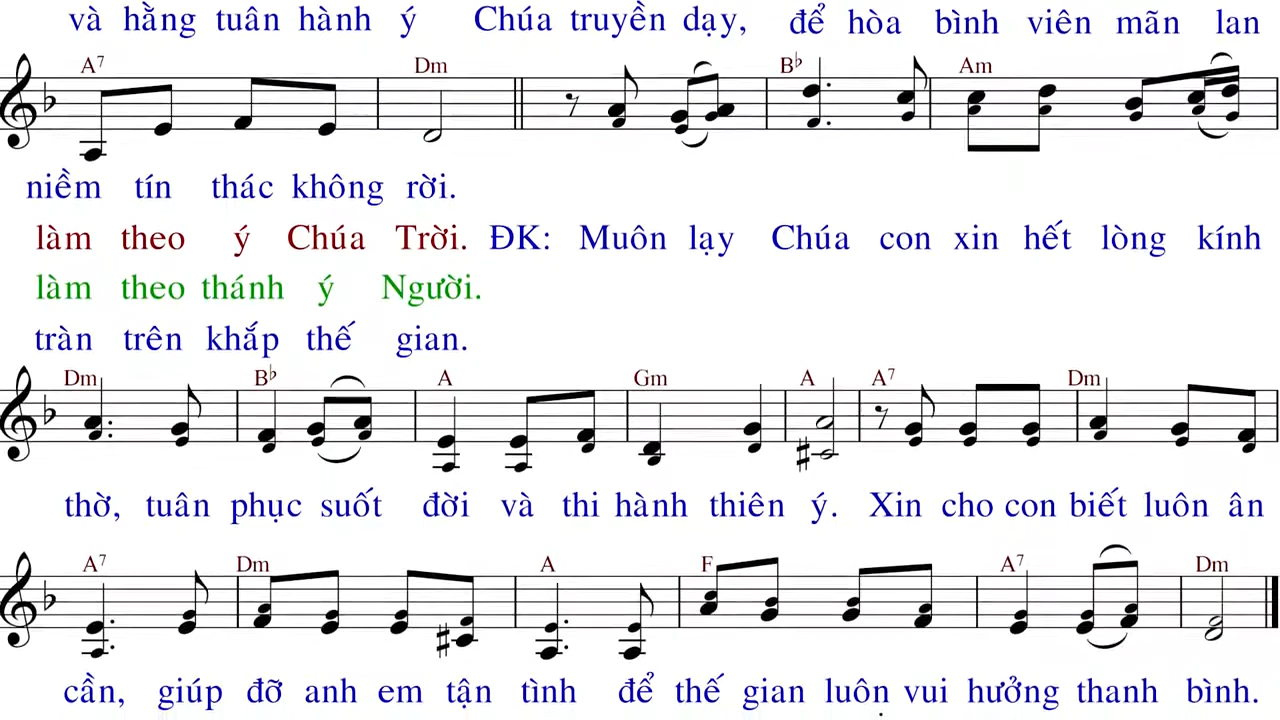 và hằng tuân hành ý Chúa truyền dạy, để hòa bình viên mãn lan
A7 Dm B♭ Am
niềm tín thác không rời.
làm theo ý Chúa Trời. ĐK: Muôn lạy Chúa con xin hết lòng kính
làm theo thánh ý Người.
tràn trên khắp thế gian.
Dm B♭ A Gm A A7 Dm
thờ, tuân phục suốt đời và thi hành thiên ý. Xin cho con biết luôn ân
A7 Dm A F A7 Dm
cần, giúp đỡ anh em tận tình để thế gian luôn vui hưởng thanh bình.